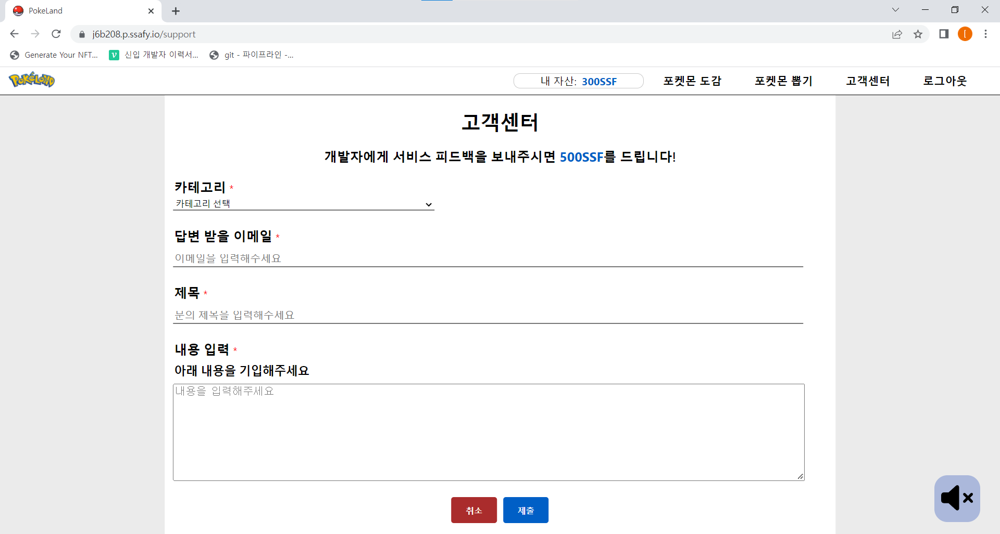 PokeLand
j6b208.p.ssafy.io/support
[
Generate Your NFT... 신입 개발자 이력서... git - 파이프라인 -...
POKéLAND 내 자산: 300SSF 포켓몬 도감 포켓몬 뽑기 고객센터 로그아웃
고객센터
개발자에게 서비스 피드백을 보내주시면 500SSF를 드립니다!
카테고리 *
카테고리 선택
답변 받을 이메일 *
이메일을 입력해주세요
제목 *
문의 제목을 입력해주세요
내용 입력 *
아래 내용을 기입해주세요
내용을 입력해주세요
취소 제출